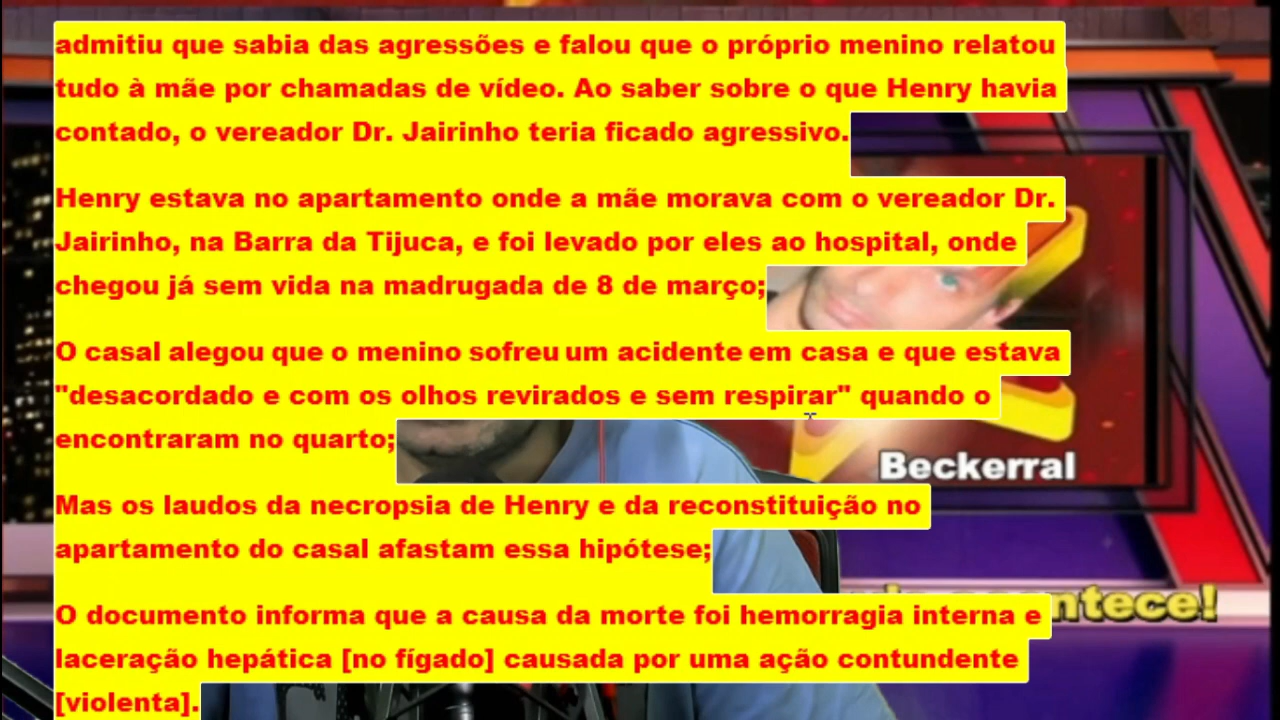 admitiu que sabia das agressões e falou que o próprio menino relatou
tudo à mãe por chamadas de vídeo. Ao saber sobre o que Henry havia
contado, o vereador Dr. Jairinho teria ficado agressivo.
Henry estava no apartamento onde a mãe morava com o vereador Dr.
Jairinho, na Barra da Tijuca, e foi levado por eles ao hospital, onde
chegou já sem vida na madrugada de 8 de março;
O casal alegou que o menino sofreu um acidente em casa e que estava
"desacordado e com os olhos revirados e sem respirar" quando o
encontraram no quarto;
Beckerral
Mas os laudos da necropsia de Henry e da reconstituição no
apartamento do casal afastam essa hipótese;
O documento informa que a causa da morte foi hemorragia interna e
laceração hepática [no fígado] causada por uma ação contundente
[violenta].